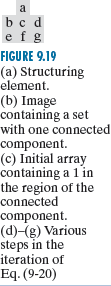 a
b c d
e f g
FIGURE 9.19
(a) Structuring
element.
(b) Image
containing a set
with one connected
component.
(c) Initial array
containing a 1 in
the region of the
connected
component.
(d)–(g) Various
steps in the
iteration of
Eq. (9-20)